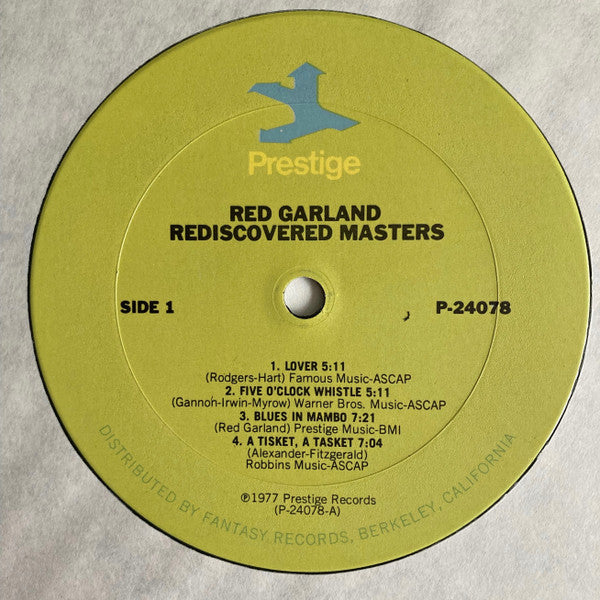 Prestige
RED GARLAND
REDISCOVERED MASTERS
SIDE 1
P-24078
1. LOVER 5:11
(Rodgers-Hart) Famous Music-ASCAP
2. FIVE O'CLOCK WHISTLE 5:11
(Gannon-Irwin-Myrow) Warner Bros. Music-ASCAP
3. BLUES IN MAMBO 7:21
(Red Garland) Prestige Music-BMI
4. A TISKET, A TASKET 7:04
(Alexander-Fitzgerald)
Robbins Music-ASCAP
℗1977 Prestige Records
(P-24078-A)
DISTRIBUTED BY FANTASY RECORDS, BERKELEY, CALIFORNIA